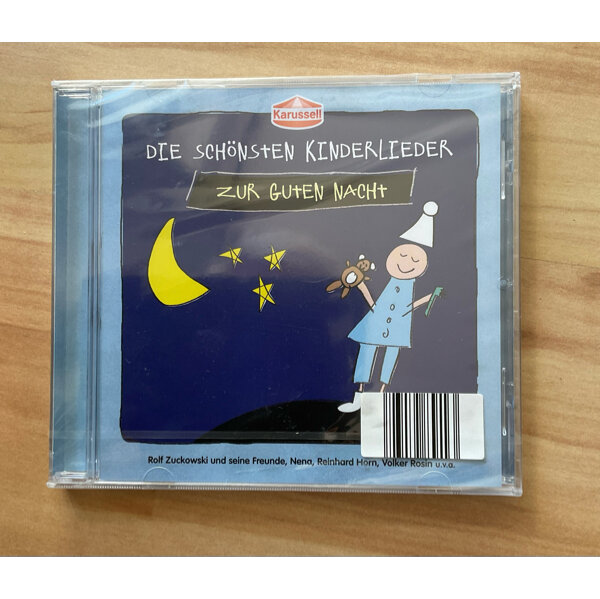 Karussell
DIE SCHÖNSTEN KINDERLIEDER
ZUR GUTEN NACHT
Rolf Zuckowski und seine Freunde, Nena, Reinhard Horn, Volker Rosin u.v.a.